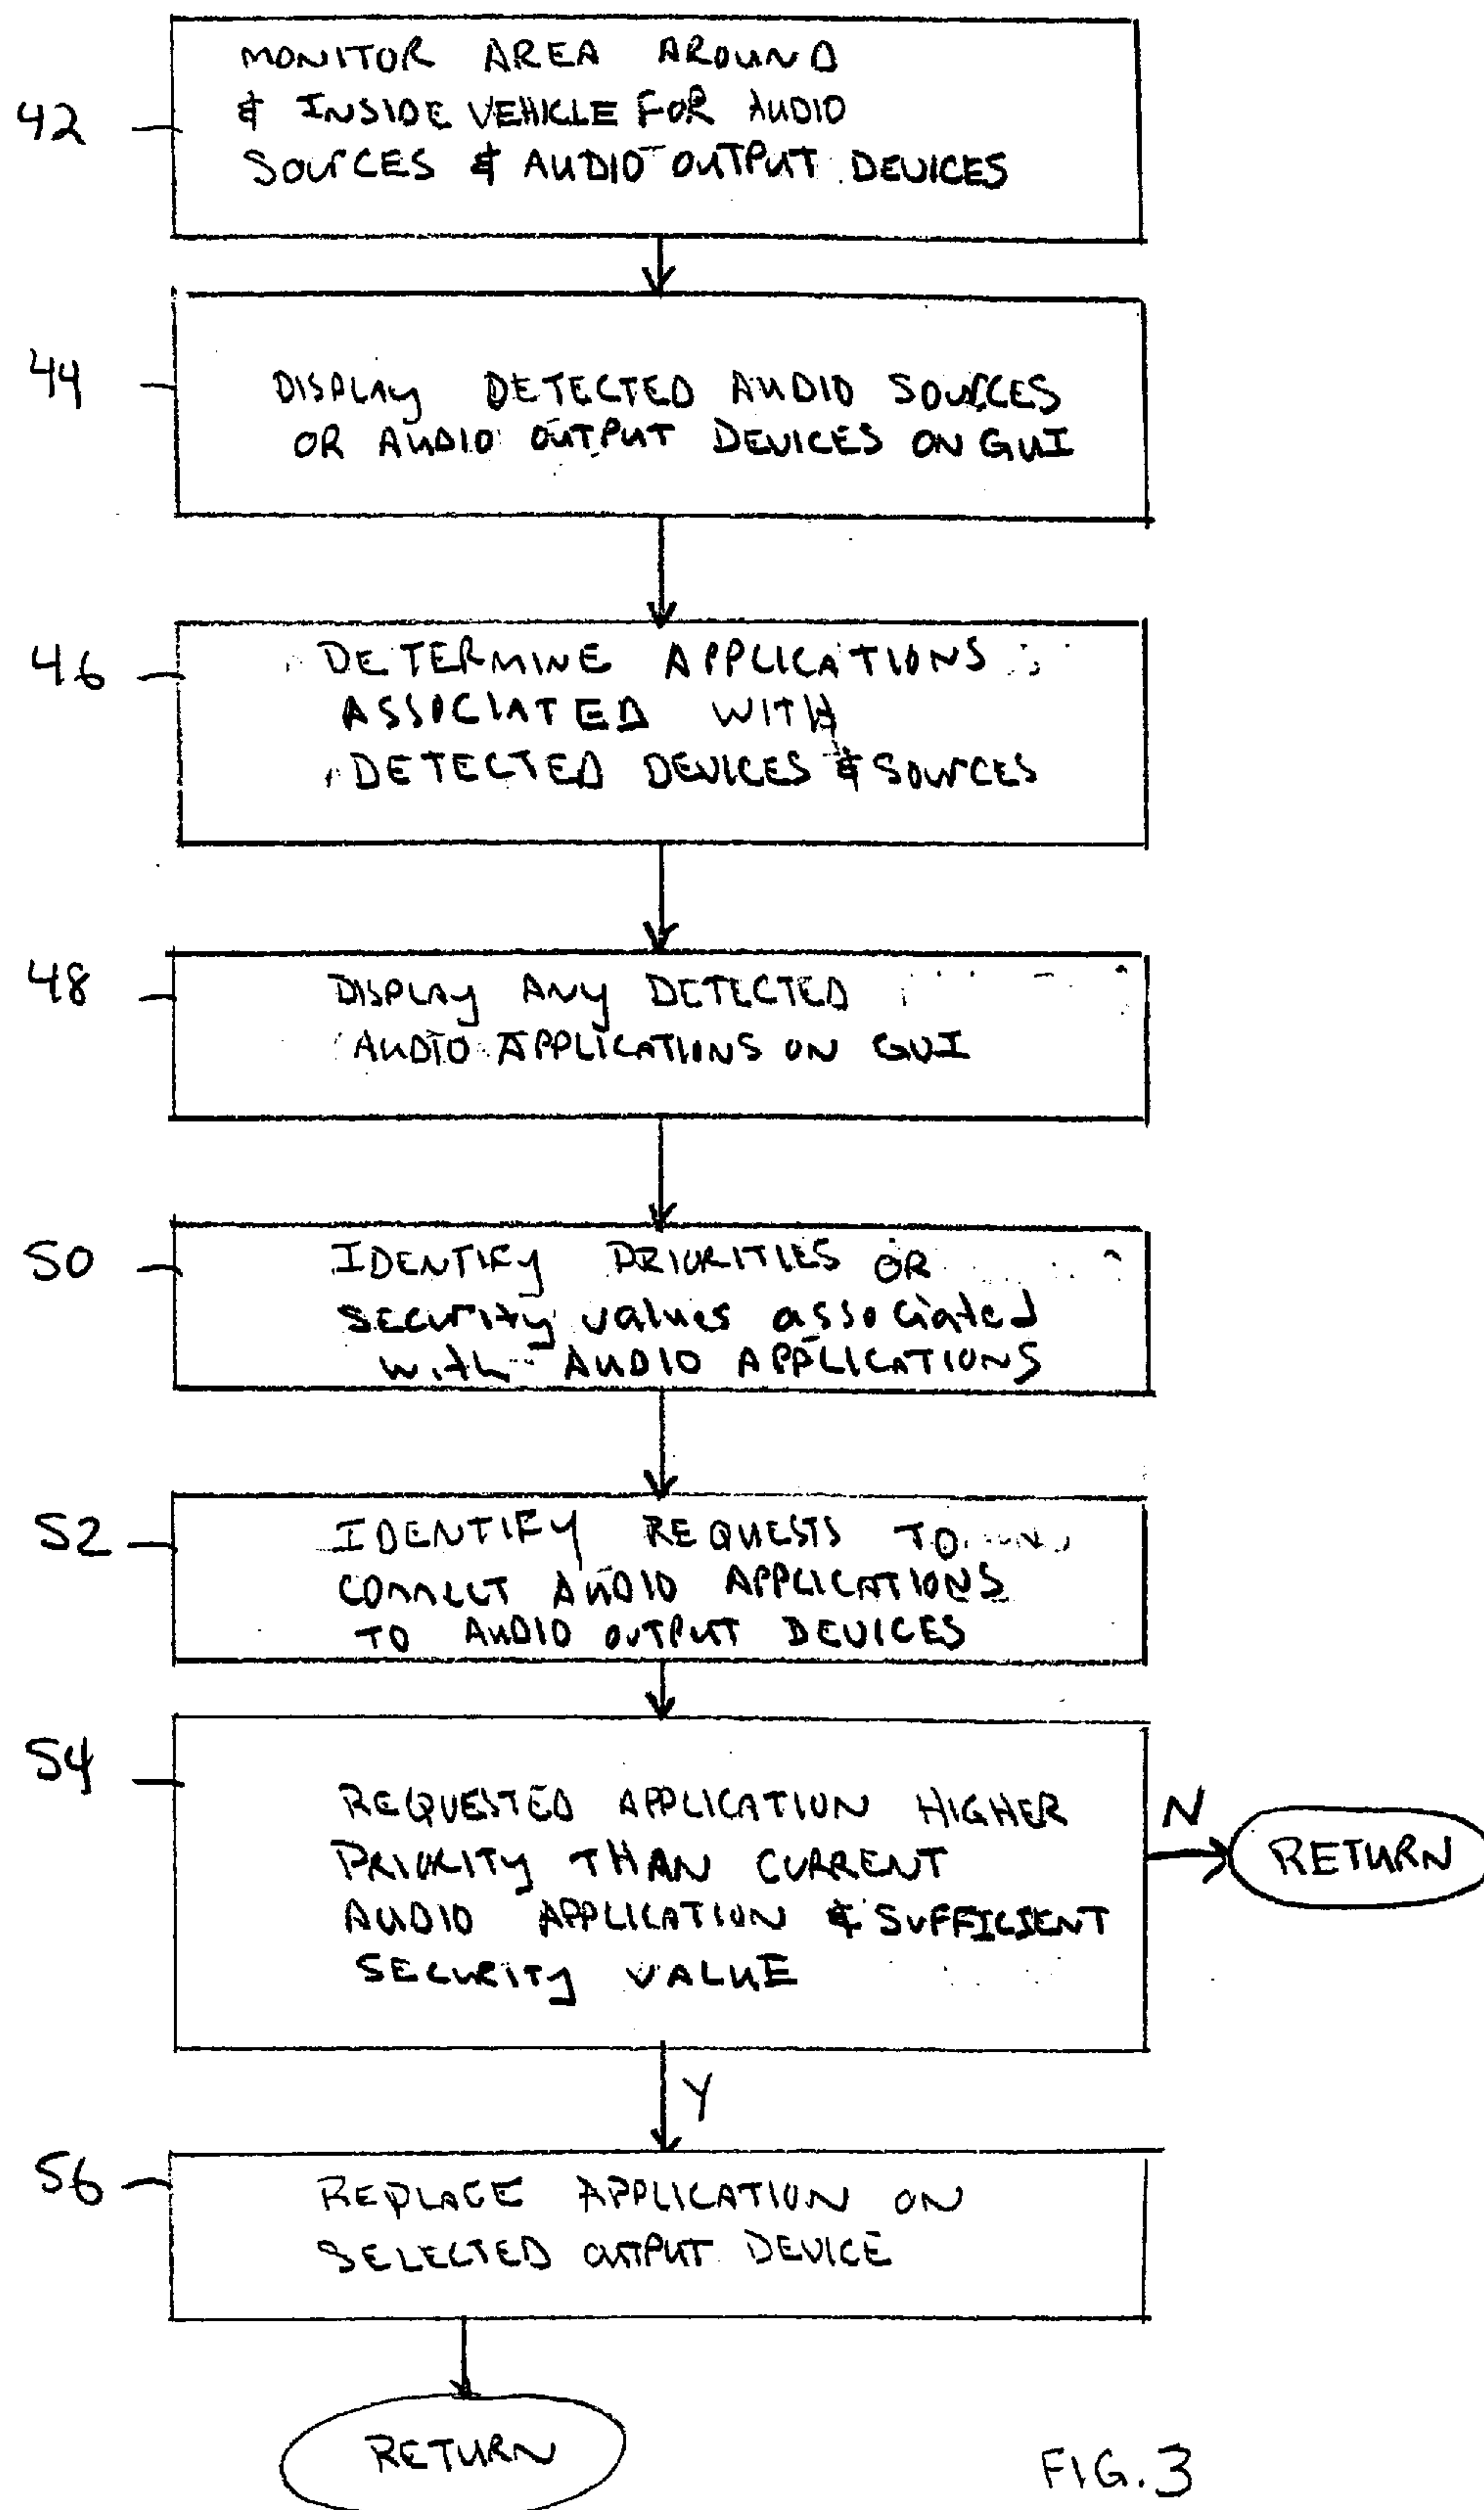 42
MONITOR AREA AROUND
& INSIDE VEHICLE FOR AUDIO
SOURCES & AUDIO OUTPUT DEVICES
44
DISPLAY DETECTED AUDIO SOURCES
OR AUDIO OUTPUT DEVICES ON GUI
46
DETERMINE APPLICATIONS
ASSOCIATED WITH
DETECTED DEVICES & SOURCES
48
DISPLAY ANY DETECTED
AUDIO APPLICATIONS ON GUI
50
IDENTIFY PRIORITIES OR
SECURITY values associated
with AUDIO APPLICATIONS
52
IDENTIFY REQUESTS TO
CONNECT AUDIO APPLICATIONS
TO AUDIO OUTPUT DEVICES
54
REQUESTED APPLICATION HIGHER
PRIORITY THAN CURRENT
AUDIO APPLICATION & SUFFICIENT
SECURITY VALUE
N
RETURN
Y
56
REPLACE APPLICATION ON
SELECTED OUTPUT DEVICE
RETURN
FIG. 3